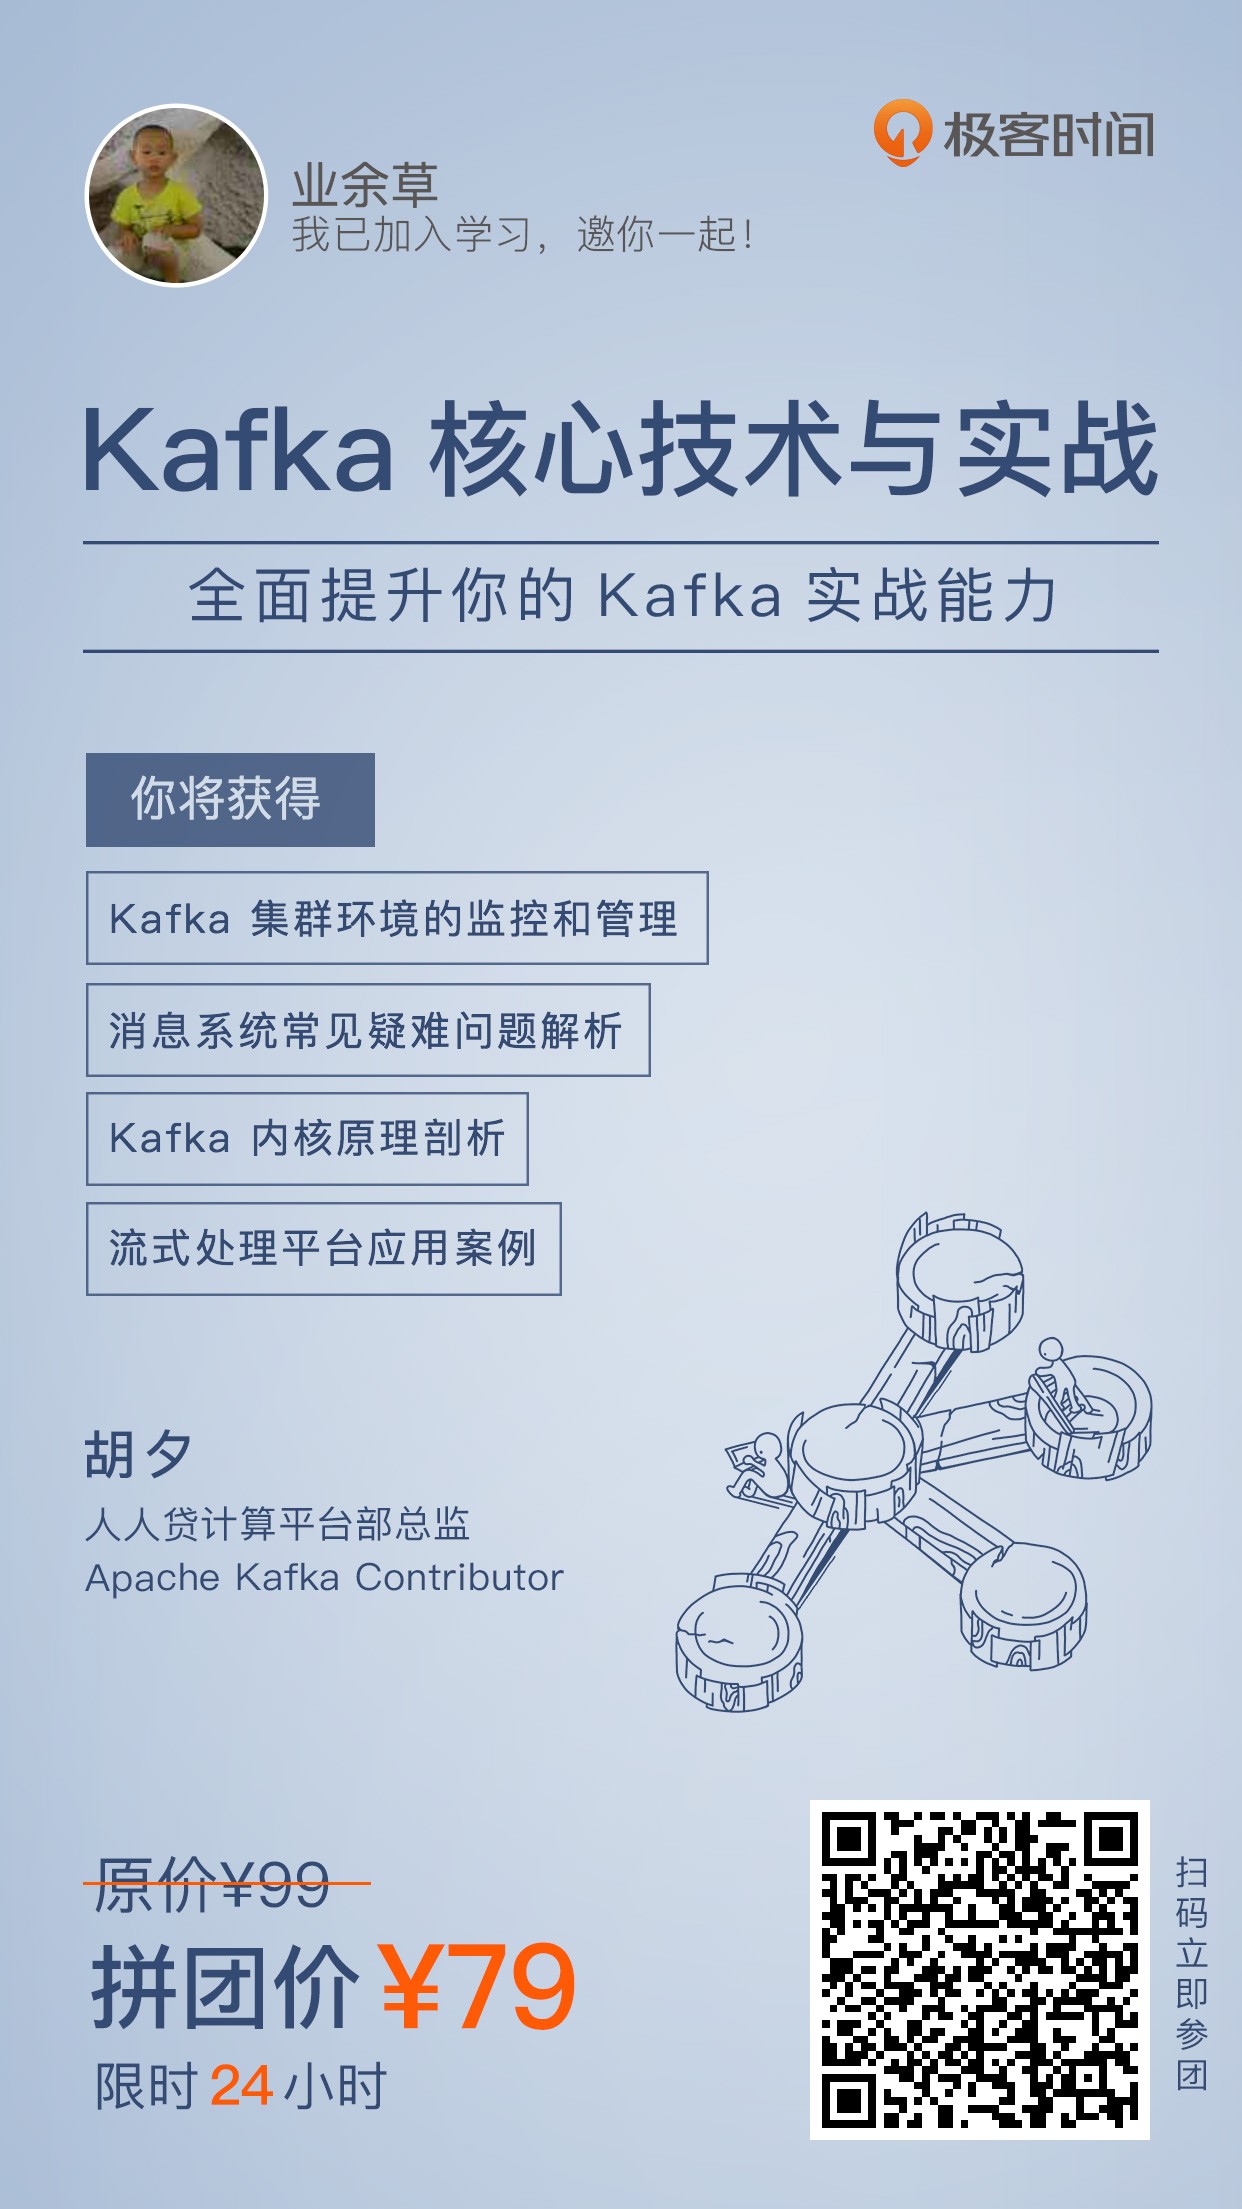 极客时间
业余草
我已加入学习，邀你一起！
Kafka 核心技术与实战
全面提升你的 Kafka 实战能力
你将获得
Kafka 集群环境的监控和管理
消息系统常见疑难问题解析
Kafka 内核原理剖析
流式处理平台应用案例
胡夕
人人贷计算平台部总监
Apache Kafka Contributor
原价¥99
拼团价 ¥79
限时 24 小时
扫码立即参团